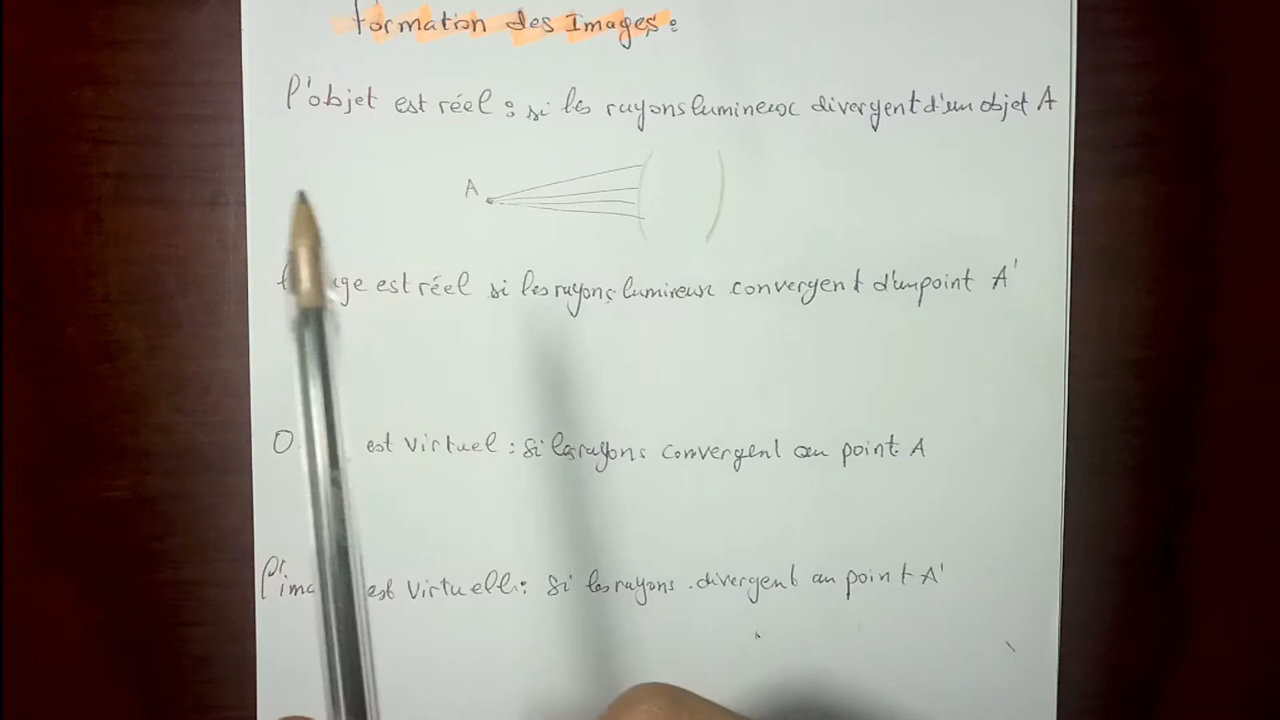 formation des Images :
l'objet est réel : si les rayons lumineux divergent d'un objet A
A
est réel si les rayons lumineux convergent d'un point A'
est virtuel : si les rayons convergent au point A
est virtuelle : si les rayons divergent au point A'